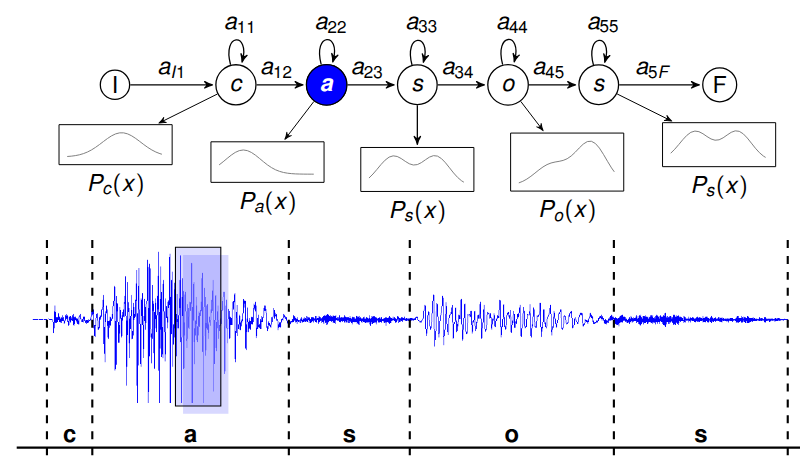 a11 a22 a33 a44 a55
I aI1 c a12 a a23 s a34 o a45 s a5F F
Pc(x) Pa(x) Ps(x) Po(x) Ps(x)
c a s o s